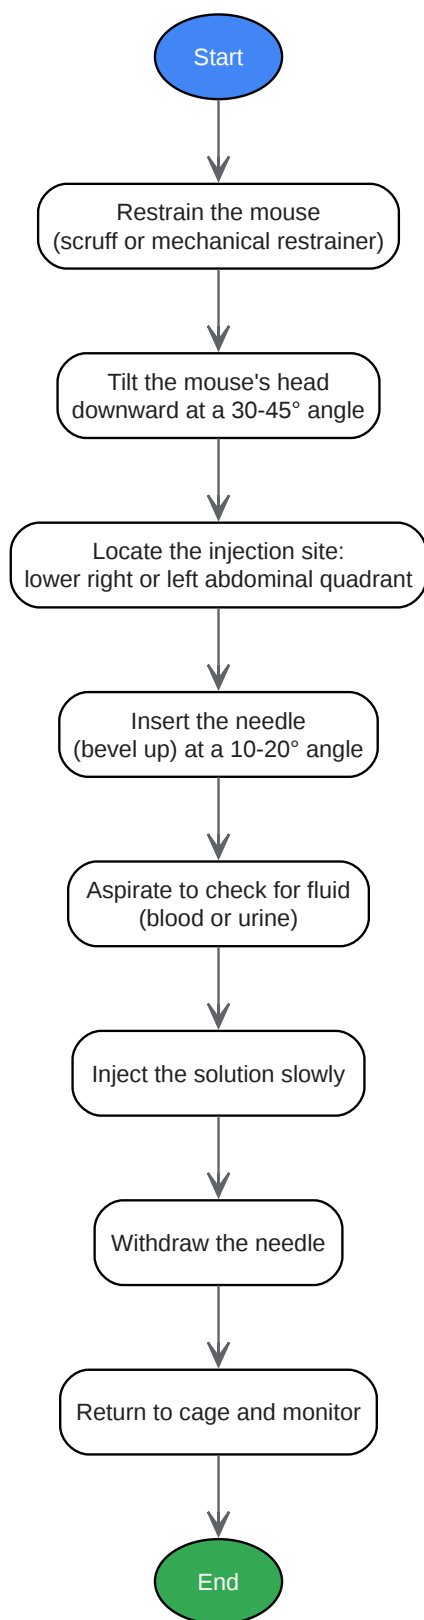 Start
Restrain the mouse
(scruff or mechanical restrainer)
Tilt the mouse's head
downward at a 30-45° angle
Locate the injection site:
lower right or left abdominal quadrant
Insert the needle
(bevel up) at a 10-20° angle
Aspirate to check for fluid
(blood or urine)
Inject the solution slowly
Withdraw the needle
Return to cage and monitor
End